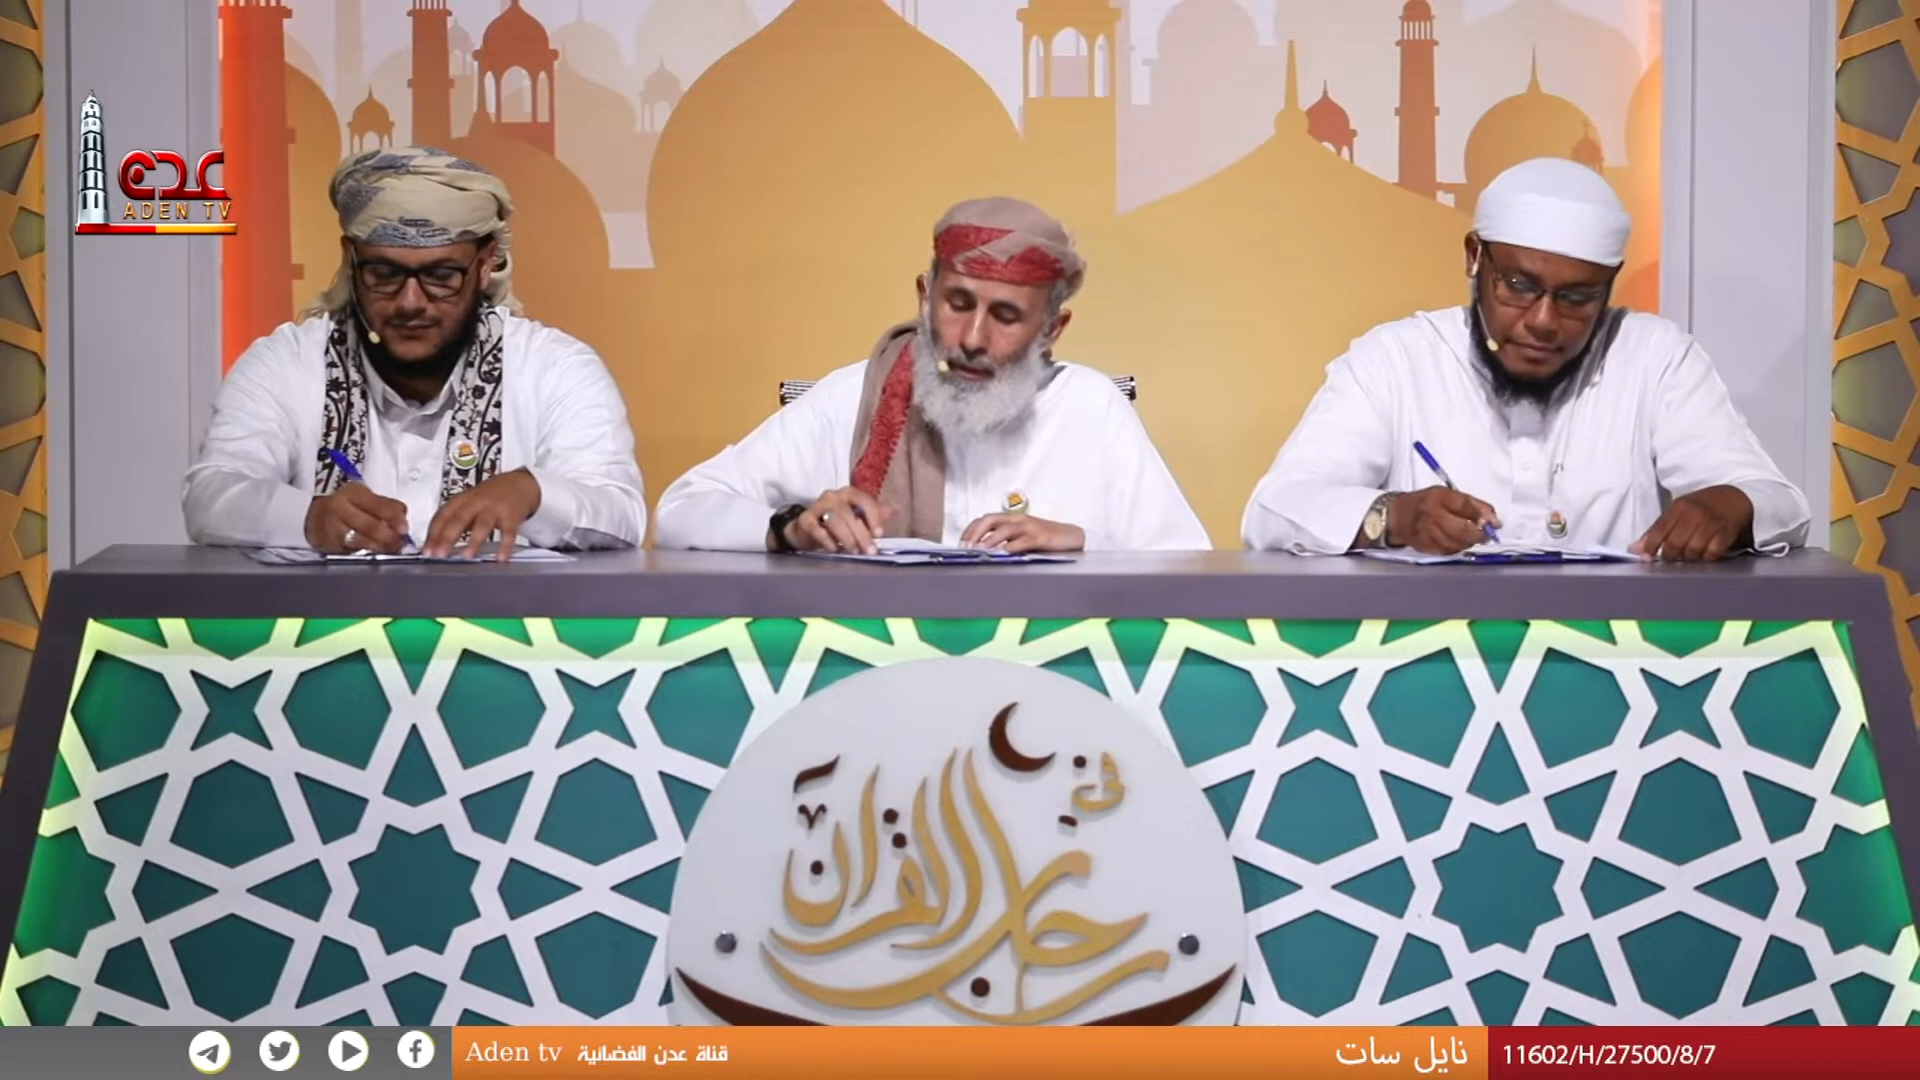 عدن
ADEN TV
في رحاب القرآن
Aden tv قناة عدن الفضائية
نايل سات
11602/H/27500/8/7